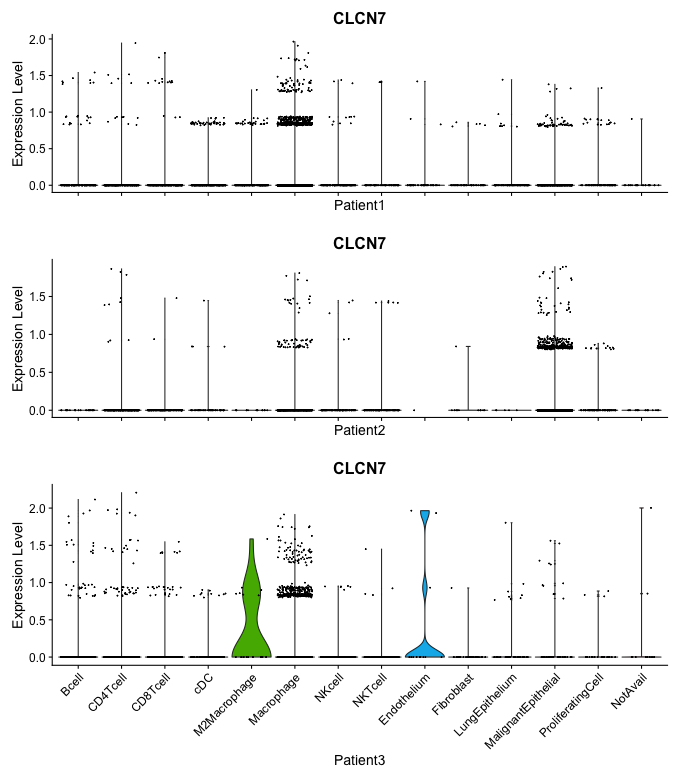 CLCN7
Expression Level
2.0
1.5
1.0
0.5
0.0
Patient1
CLCN7
Expression Level
1.5
1.0
0.5
0.0
Patient2
CLCN7
Expression Level
2.0
1.5
1.0
0.5
0.0
Bcell
CD4Tcell
CD8Tcell
cDC
M2Macrophage
Macrophage
NKcell
NKTcell
Endothelium
Fibroblast
LungEpithelium
MalignantEpithelial
ProliferatingCell
NotAvail
Patient3